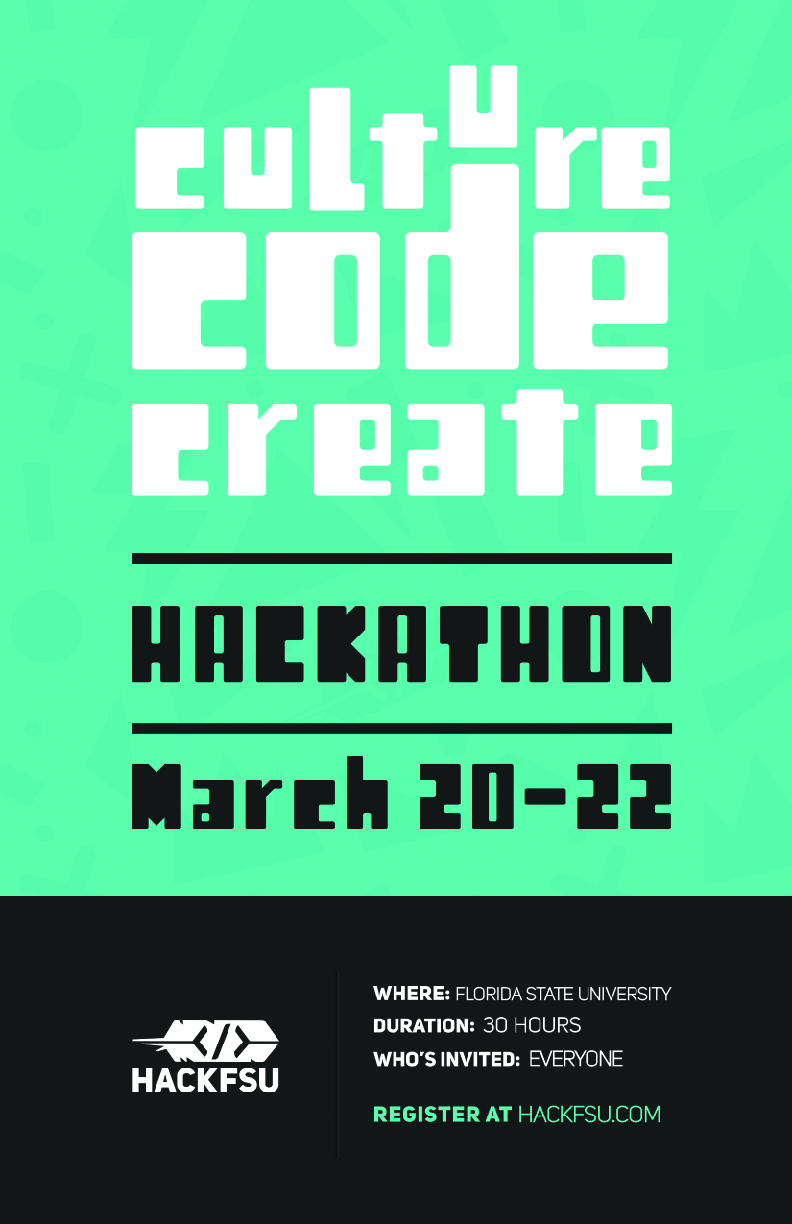 culture
code
create
HACKATHON
March 20-22
WHERE: FLORIDA STATE UNIVERSITY
DURATION: 30 HOURS
WHO'S INVITED: EVERYONE
REGISTER AT HACKFSU.COM
</>
HACKFSU